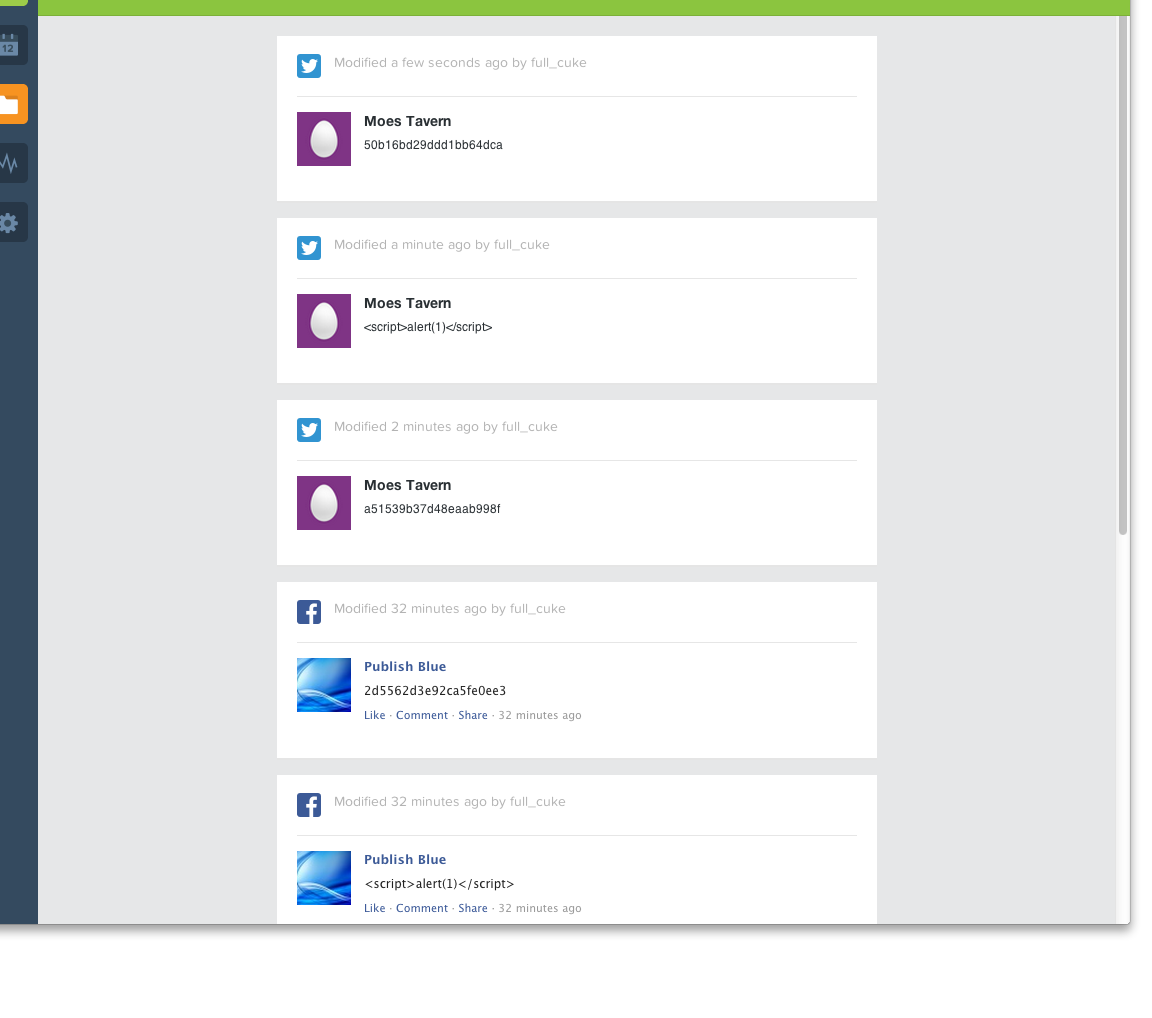 12
Modified a few seconds ago by full_cuke
Moes Tavern
50b16bd29ddd1bb64dca
Modified a minute ago by full_cuke
Moes Tavern
<script>alert(1)</script>
Modified 2 minutes ago by full_cuke
Moes Tavern
a51539b37d48eaab998f
Modified 32 minutes ago by full_cuke
Publish Blue
2d5562d3e92ca5fe0ee3
Like · Comment · Share · 32 minutes ago
Modified 32 minutes ago by full_cuke
Publish Blue
<script>alert(1)</script>
Like · Comment · Share · 32 minutes ago